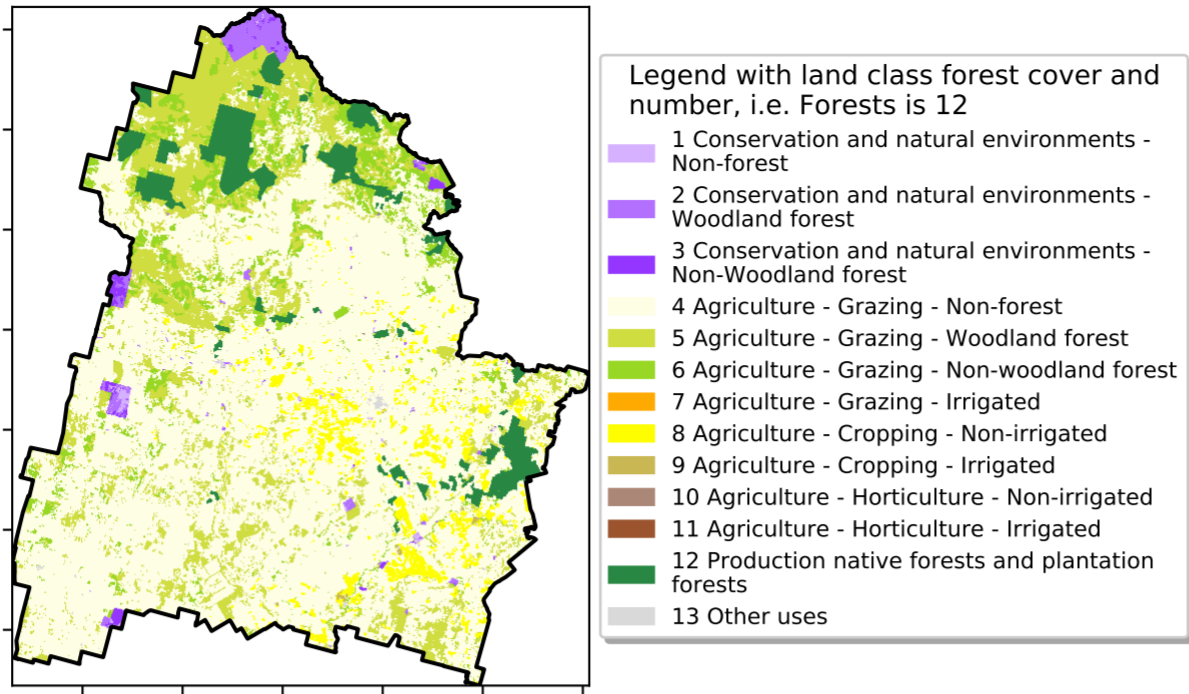 Legend with land class forest cover and
number, i.e. Forests is 12
1 Conservation and natural environments -
Non-forest
2 Conservation and natural environments -
Woodland forest
3 Conservation and natural environments -
Non-Woodland forest
4 Agriculture - Grazing - Non-forest
5 Agriculture - Grazing - Woodland forest
6 Agriculture - Grazing - Non-woodland forest
7 Agriculture - Grazing - Irrigated
8 Agriculture - Cropping - Non-irrigated
9 Agriculture - Cropping - Irrigated
10 Agriculture - Horticulture - Non-irrigated
11 Agriculture - Horticulture - Irrigated
12 Production native forests and plantation
forests
13 Other uses